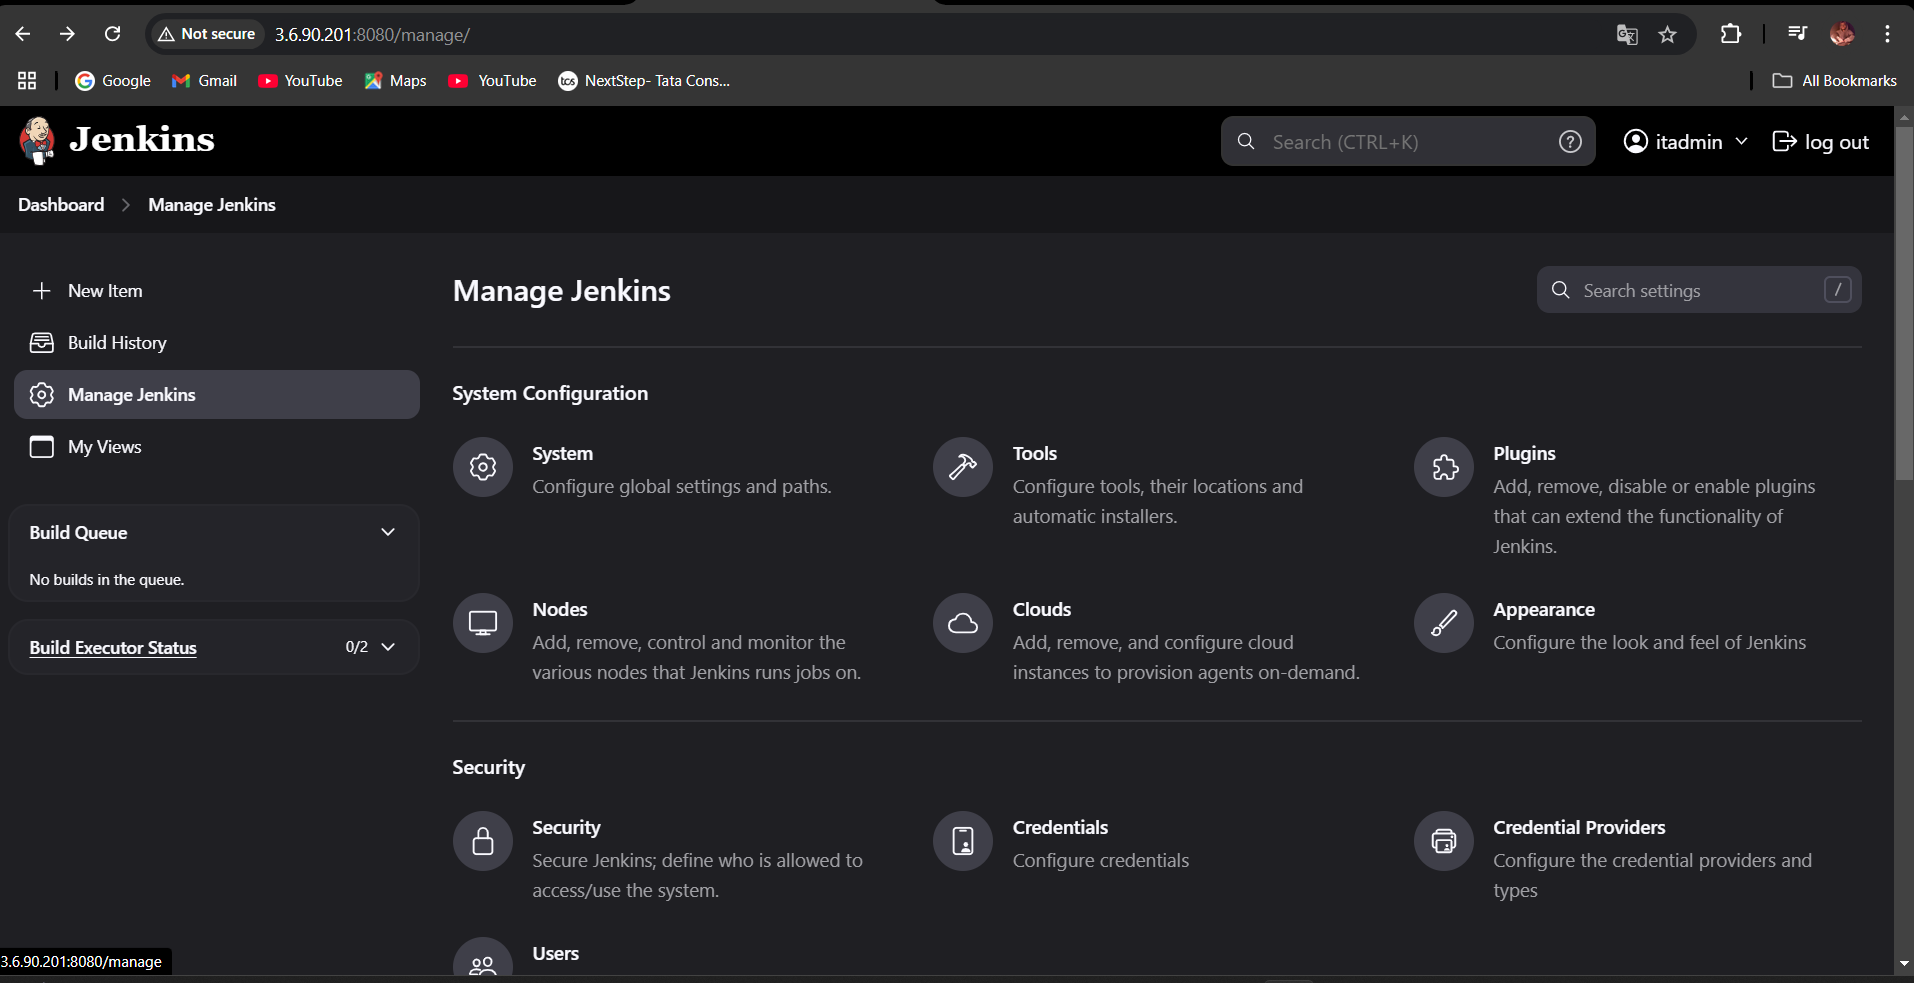 Not secure 3.6.90.201:8080/manage/
Google Gmail YouTube Maps YouTube tcs NextStep- Tata Cons... All Bookmarks
Jenkins Search (CTRL+K) ? itadmin log out
Dashboard Manage Jenkins
New Item
Build History
Manage Jenkins
My Views
Build Queue
No builds in the queue.
Build Executor Status 0/2
Manage Jenkins Search settings /
System Configuration
System
Configure global settings and paths.
Tools
Configure tools, their locations and
automatic installers.
Plugins
Add, remove, disable or enable plugins
that can extend the functionality of
Jenkins.
Nodes
Add, remove, control and monitor the
various nodes that Jenkins runs jobs on.
Clouds
Add, remove, and configure cloud
instances to provision agents on-demand.
Appearance
Configure the look and feel of Jenkins
Security
Security
Secure Jenkins; define who is allowed to
access/use the system.
Credentials
Configure credentials
Credential Providers
Configure the credential providers and
types
Users
3.6.90.201:8080/manage